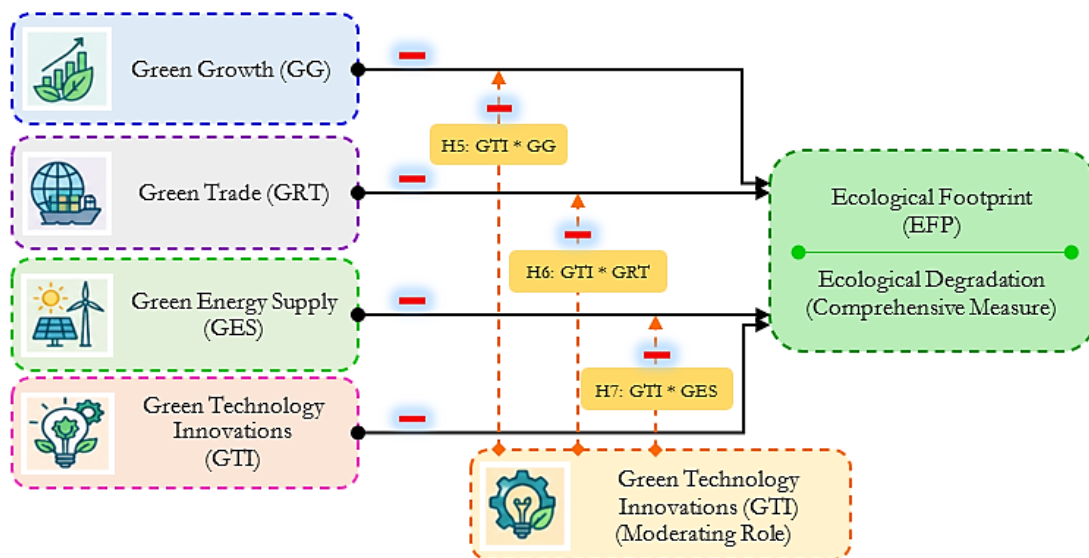 Green Growth (GG)
H5: GTI * GG
Green Trade (GRT)
H6: GTI * GRT
Ecological Footprint
(EFP)
Ecological Degradation
(Comprehensive Measure)
Green Energy Supply
(GES)
H7: GTI * GES
Green Technology
Innovations
(GTI)
Green Technology
Innovations (GTI)
(Moderating Role)